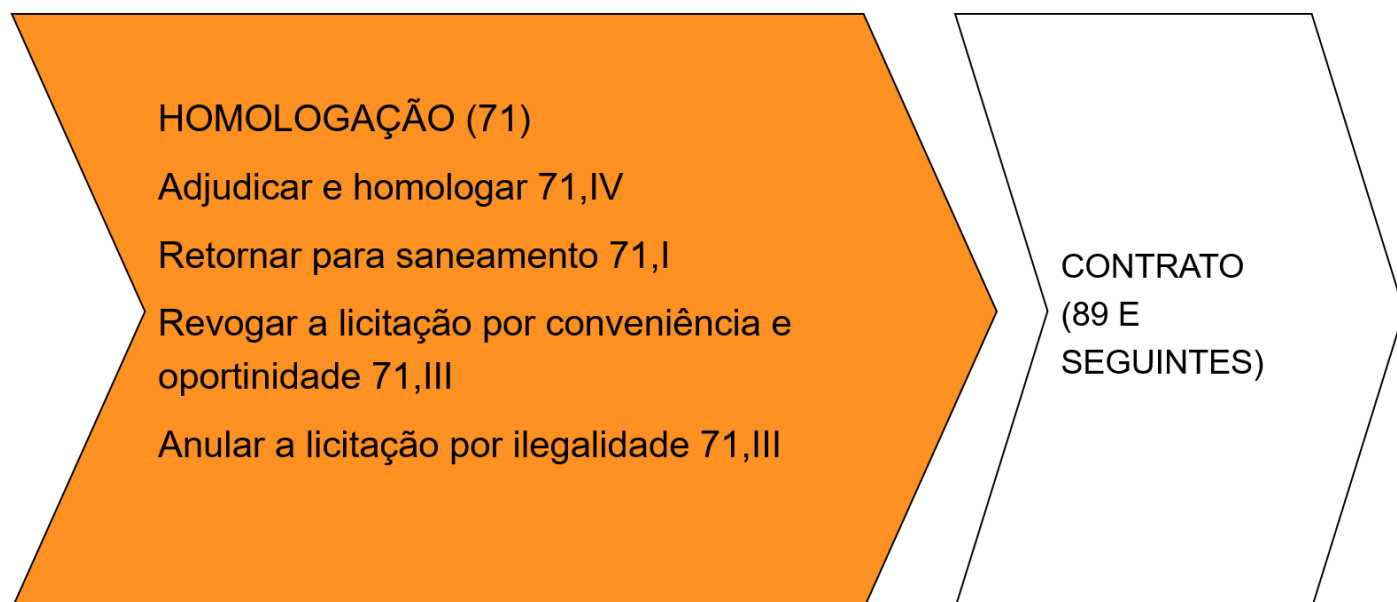 HOMOLOGAÇÃO (71)
Adjudicar e homologar 71,IV
Retornar para saneamento 71,I
Revogar a licitação por conveniência e
oportinidade 71,III
Anular a licitação por ilegalidade 71,III
CONTRATO
(89 E
SEGUINTES)